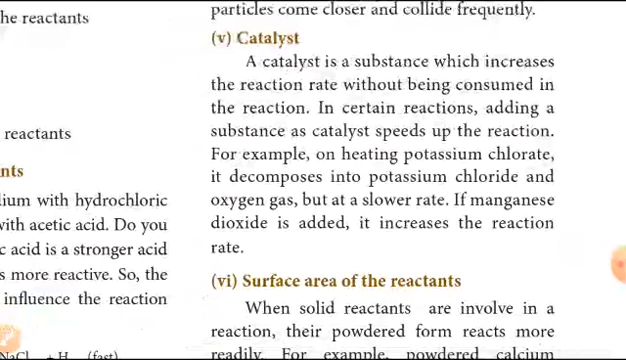 he reactants
reactants
nts
lium with hydrochloric
with acetic acid. Do you
c acid is a stronger acid
s more reactive. So, the
influence the reaction
NaCl + H (fast)
particles come closer and collide frequently.
(v) Catalyst
A catalyst is a substance which increases
the reaction rate without being consumed in
the reaction. In certain reactions, adding a
substance as catalyst speeds up the reaction.
For example, on heating potassium chlorate,
it decomposes into potassium chloride and
oxygen gas, but at a slower rate. If manganese
dioxide is added, it increases the reaction
rate.
(vi) Surface area of the reactants
When solid reactants are involve in a
reaction, their powdered form reacts more
readily. For example, powdered calcium